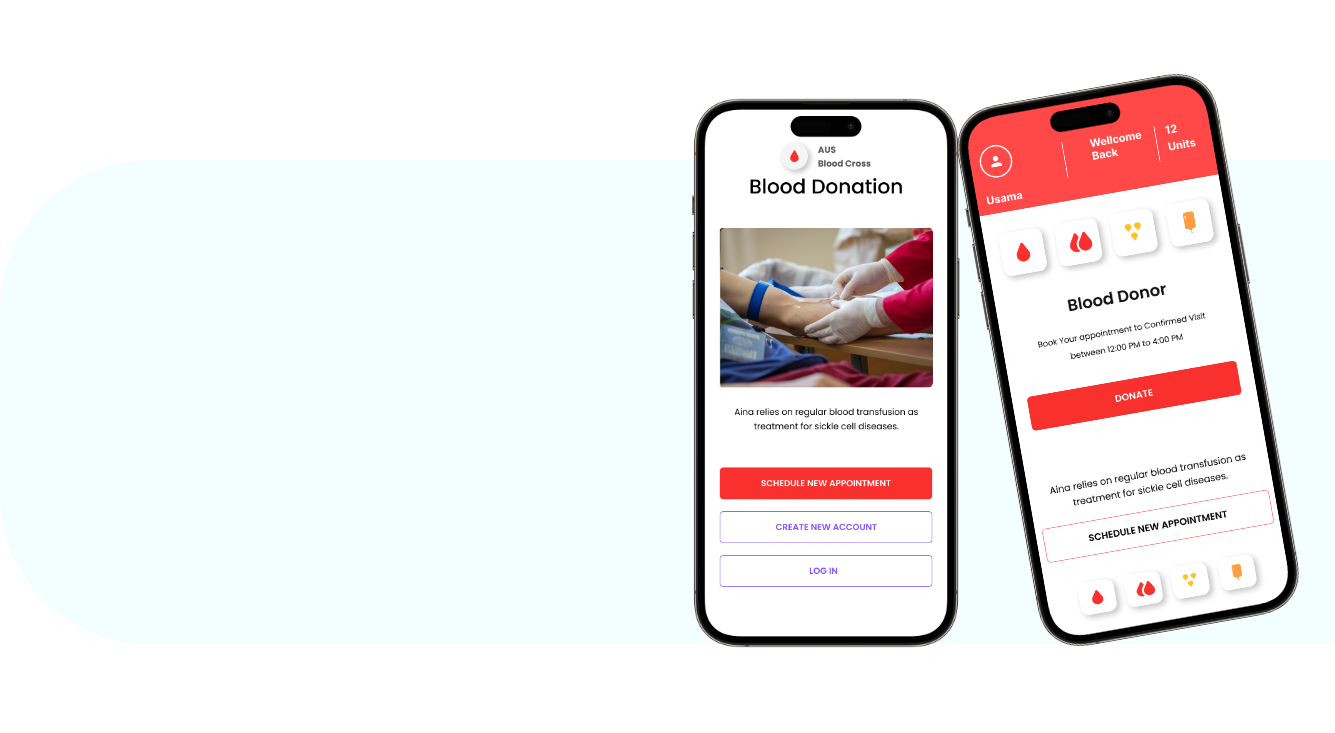 AUS
Blood Cross
Blood Donation
Aina relies on regular blood transfusion as
treatment for sickle cell diseases.
SCHEDULE NEW APPOINTMENT
CREATE NEW ACCOUNT
LOG IN
Wellcome
Back
12
Units
Usama
Blood Donor
Book Your appointment to Confirmed Visit
between 12:00 PM to 4:00 PM
DONATE
Aina relies on regular blood transfusion as
treatment for sickle cell diseases.
SCHEDULE NEW APPOINTMENT